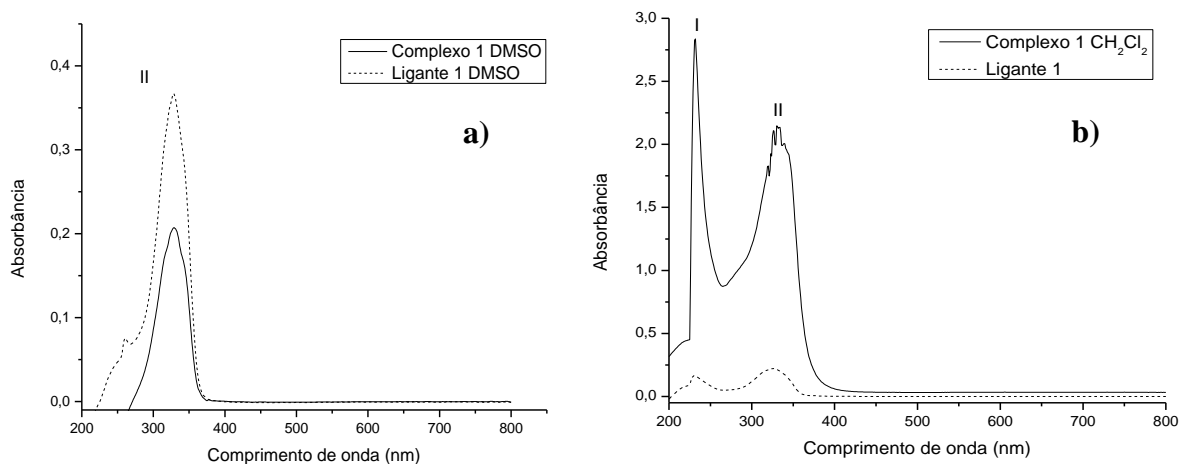 Complexo 1 DMSO
Ligante 1 DMSO
II
a)
0,4
0,3
0,2
0,1
0,0
Absorbância
200 300 400 500 600 700 800
Comprimento de onda (nm)
I
Complexo 1 CH₂Cl₂
Ligante 1
II
b)
3,0
2,5
2,0
1,5
1,0
0,5
0,0
Absorbância
200 300 400 500 600 700 800
Comprimento de onda (nm)